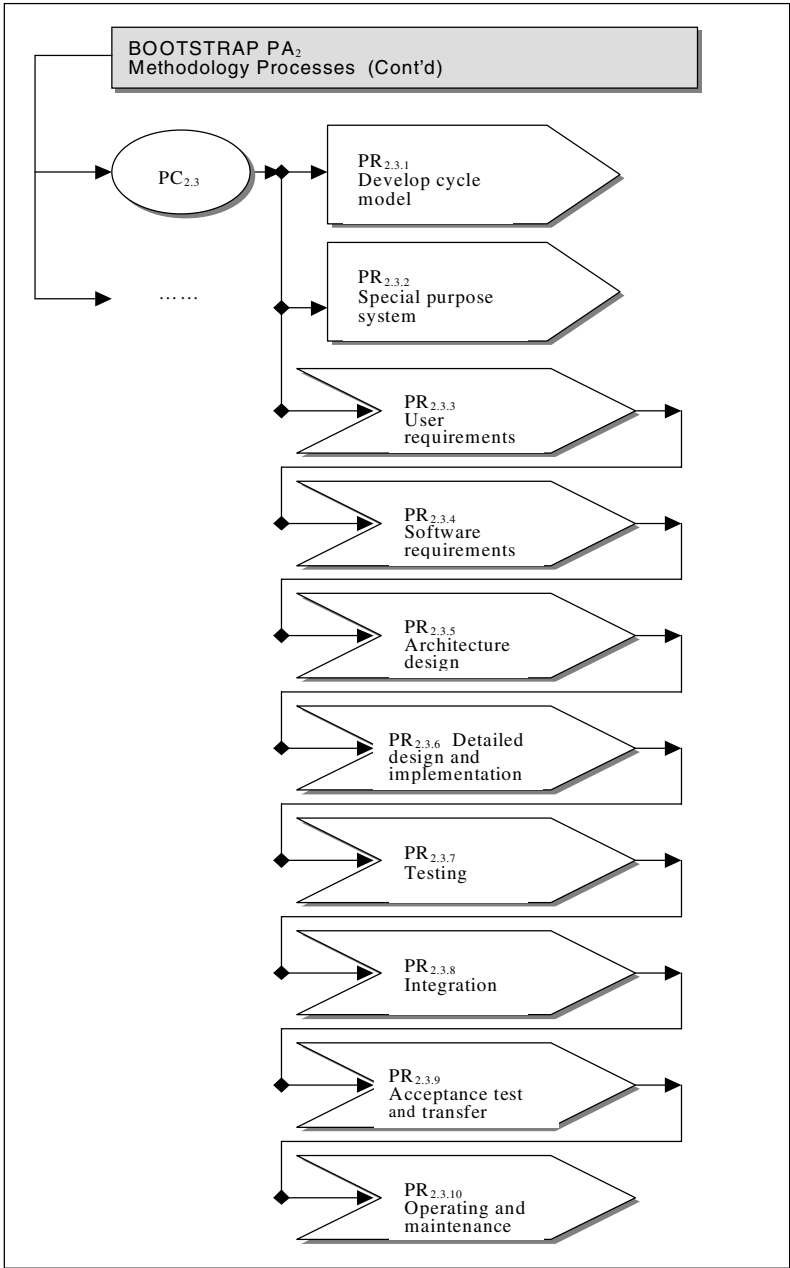 BOOTSTRAP PA₂
Methodology Processes (Cont'd)
PC₂.₃
PR₂.₃.₁
Develop cycle
model
PR₂.₃.₂
Special purpose
system
……
PR₂.₃.₃
User
requirements
PR₂.₃.₄
Software
requirements
PR₂.₃.₅
Architecture
design
PR₂.₃.₆ Detailed
design and
implementation
PR₂.₃.₇
Testing
PR₂.₃.₈
Integration
PR₂.₃.₉
Acceptance test
and transfer
PR₂.₃.₁₀
Operating and
maintenance